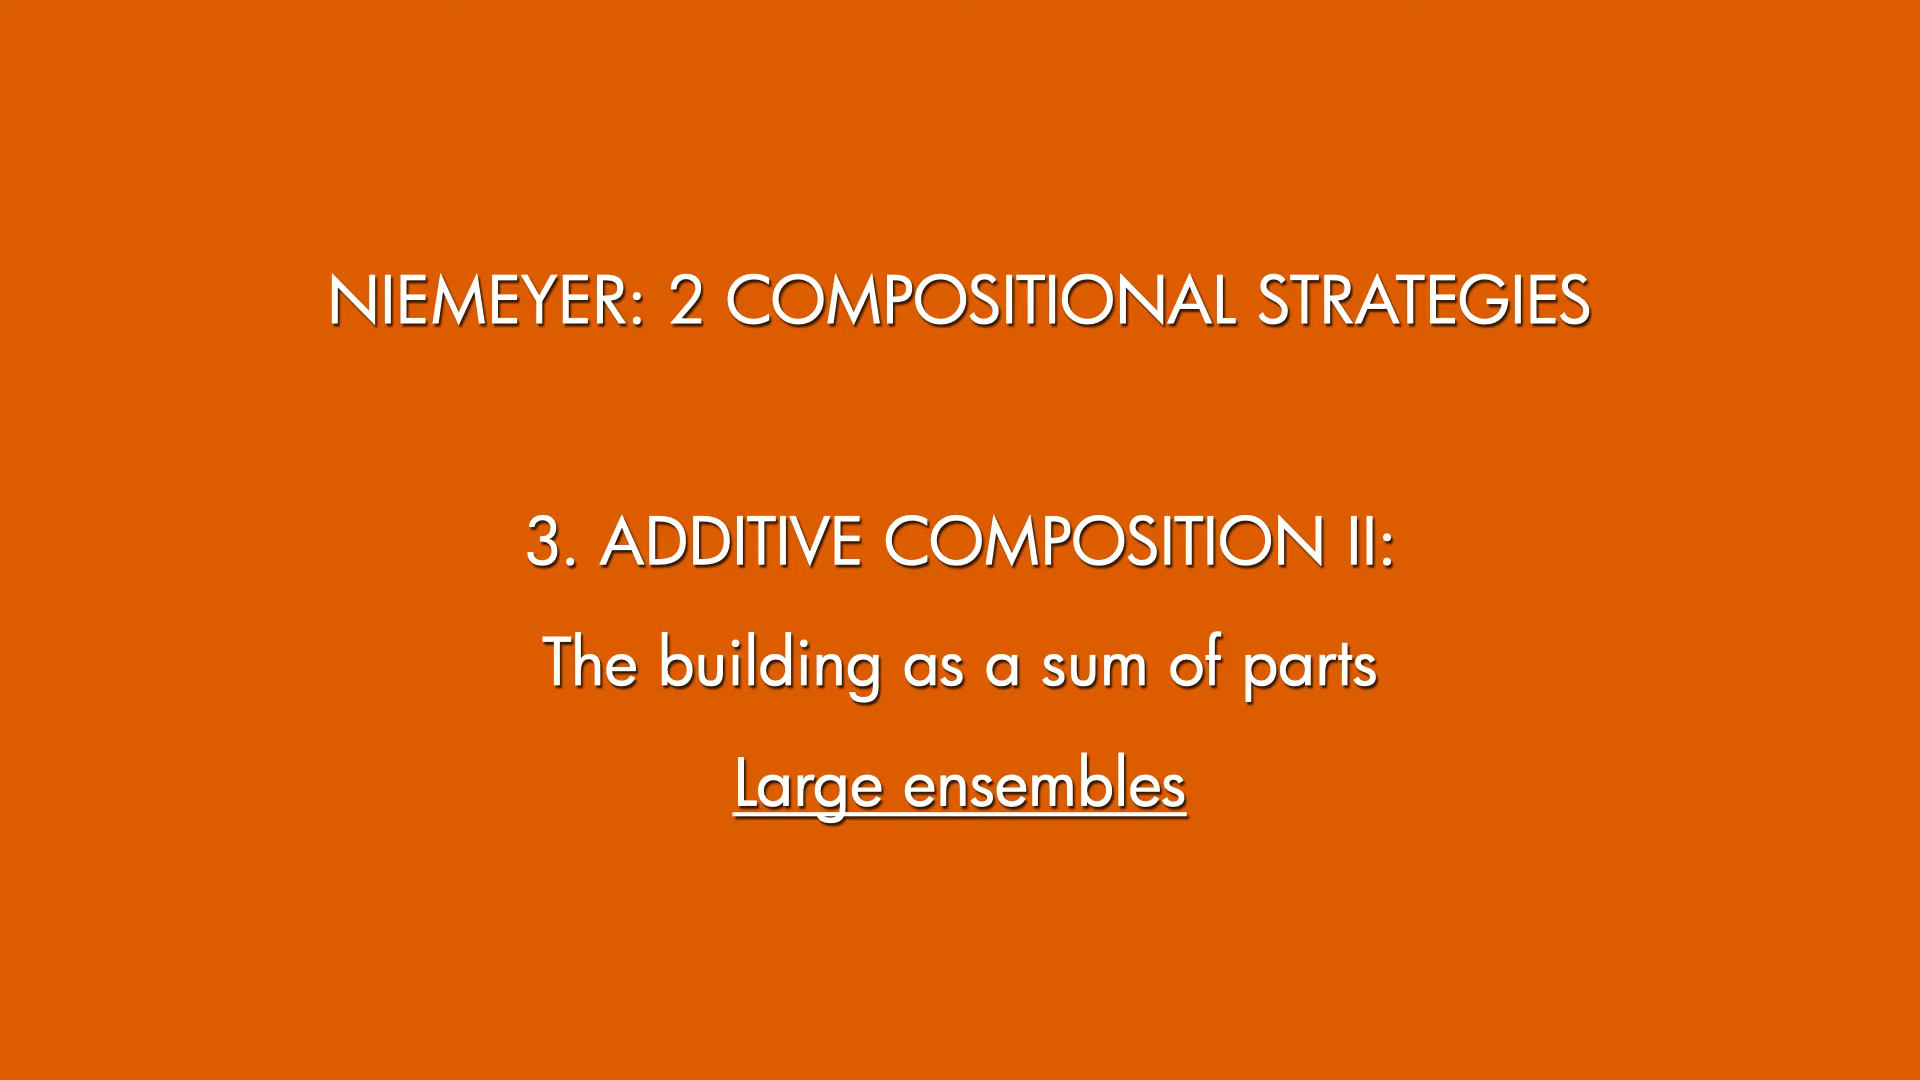 NIEMEYER: 2 COMPOSITIONAL STRATEGIES
3. ADDITIVE COMPOSITION II:
The building as a sum of parts
Large ensembles